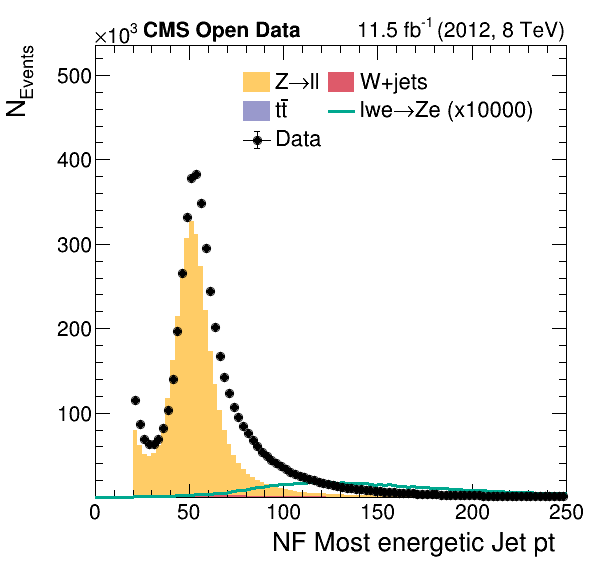 ×10³ CMS Open Data 11.5 fb⁻¹ (2012, 8 TeV)
N_Events
500
400
300
200
100
Z→ll W+jets
tt̄ lwe→Ze (x10000)
Data
0 50 100 150 200 250
NF Most energetic Jet pt